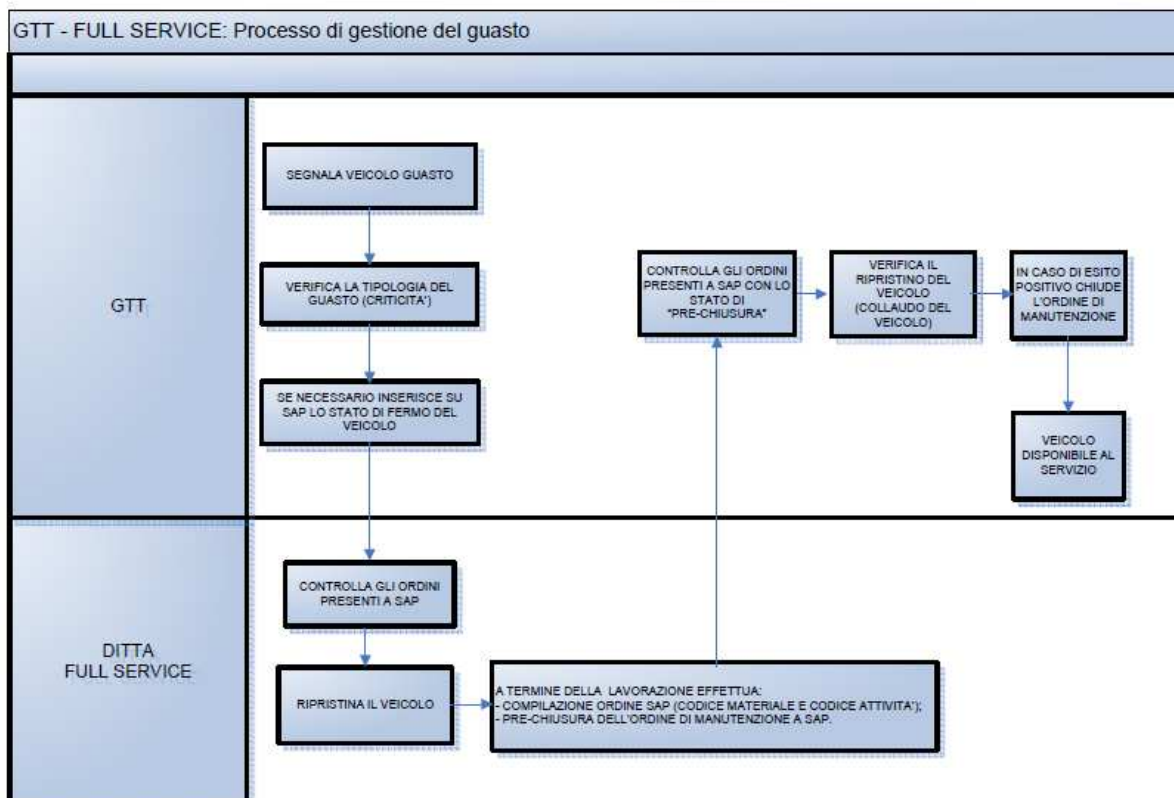 GTT - FULL SERVICE: Processo di gestione del guasto
GTT
SEGNALA VEICOLO GUASTO
VERIFICA LA TIPOLOGIA DEL
GUASTO (CRITICITA')
SE NECESSARIO INSERISCE SU
SAP LO STATO DI FERMO DEL
VEICOLO
CONTROLLA GLI ORDINI
PRESENTI A SAP CON LO
STATO DI
"PRE-CHIUSURA"
VERIFICA IL
RIPRISTINO DEL
VEICOLO
(COLLAUDO DEL
VEICOLO)
IN CASO DI ESITO
POSITIVO CHIUDE
L'ORDINE DI
MANUTENZIONE
VEICOLO
DISPONIBILE AL
SERVIZIO
DITTA
FULL SERVICE
CONTROLLA GLI ORDINI
PRESENTI A SAP
RIPRISTINA IL VEICOLO
A TERMINE DELLA LAVORAZIONE EFFETTUA:
- COMPILAZIONE ORDINE SAP (CODICE MATERIALE E CODICE ATTIVITA');
- PRE-CHIUSURA DELL'ORDINE DI MANUTENZIONE A SAP.